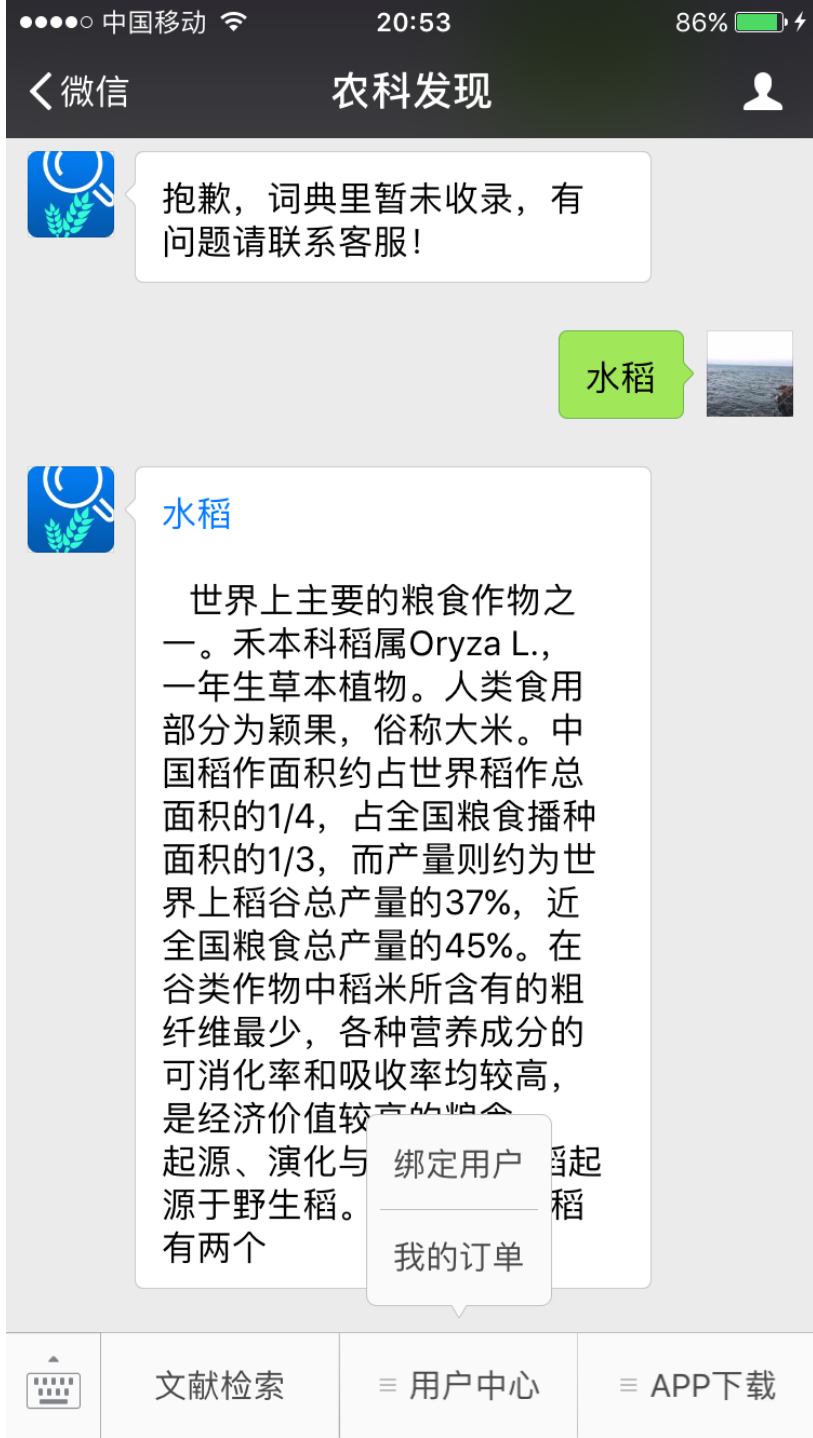 中国移动 20:53 86%
微信 农科发现
抱歉，词典里暂未收录，有
问题请联系客服！
水稻
水稻
世界上主要的粮食作物之
一。禾本科稻属Oryza L.，
一年生草本植物。人类食用
部分为颖果，俗称大米。中
国稻作面积约占世界稻作总
面积的1/4，占全国粮食播种
面积的1/3，而产量则约为世
界上稻谷总产量的37%，近
全国粮食总产量的45%。在
谷类作物中稻米所含有的粗
纤维最少，各种营养成分的
可消化率和吸收率均较高，
是经济价值较高的粮食
起源、演化与 稻起
源于野生稻。 稻
有两个
绑定用户
我的订单
文献检索 用户中心 APP下载